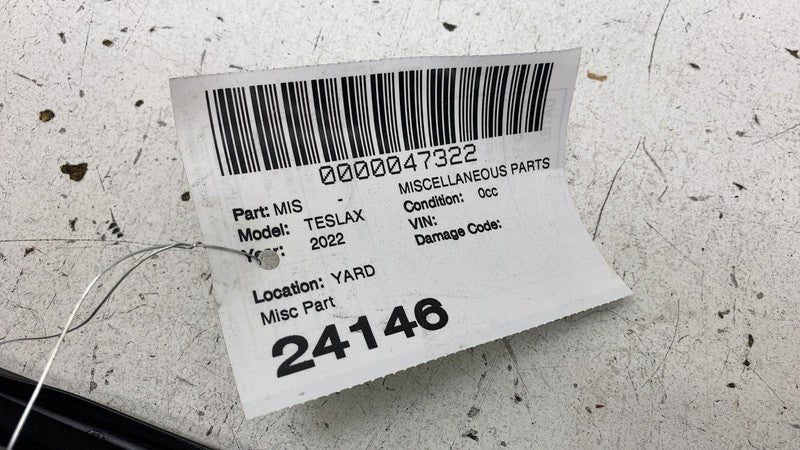 0000047322
Part: MIS - MISCELLANEOUS PARTS
Model: TESLAX Condition: 0cc
Year: 2022 VIN:
Damage Code:
Location: YARD
Misc Part
24146